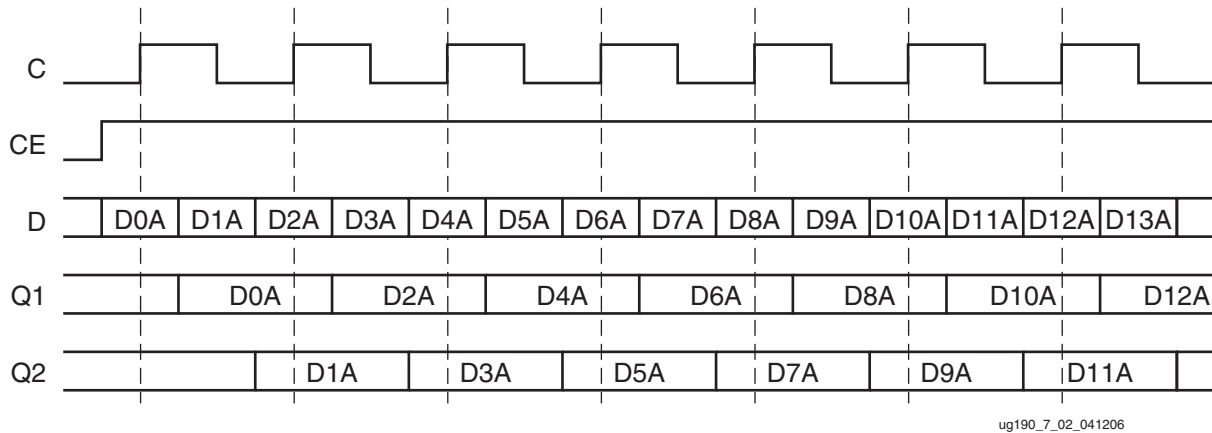 C
CE
D D0A D1A D2A D3A D4A D5A D6A D7A D8A D9A D10A D11A D12A D13A
Q1 D0A D2A D4A D6A D8A D10A D12A
Q2 D1A D3A D5A D7A D9A D11A
ug190_7_02_041206